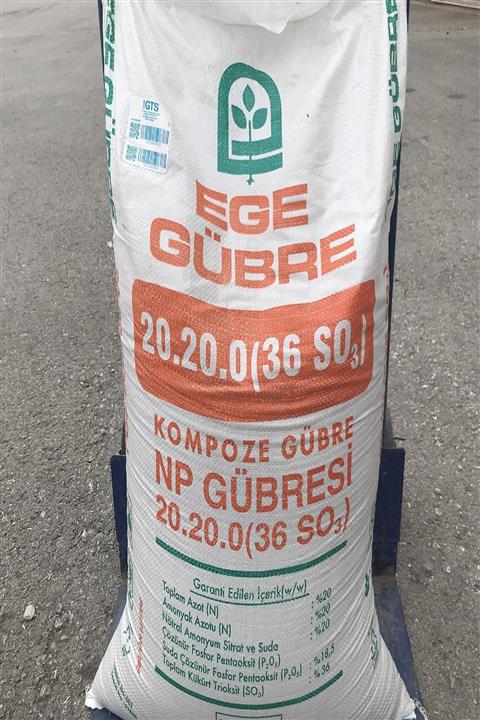 IGTS
EGE
GÜBRE
20.20.0(36 SO₃)
KOMPOZE GÜBRE
NP GÜBRESİ
20.20.0(36 SO₃)
Garanti Edilen İçerik(w/w)
Toplam Azot (N) : %20
Amonyak Azotu (N) : %20
Nötral Amonyum Sitrat ve Suda : %20
Çözünür Fosfor Pentaoksit (P₂O₅)
Suda Çözünür Fosfor Pentaoksit (P₂O₅) : %18,5
Toplam Kükürt Trioksit (SO₃) : %36